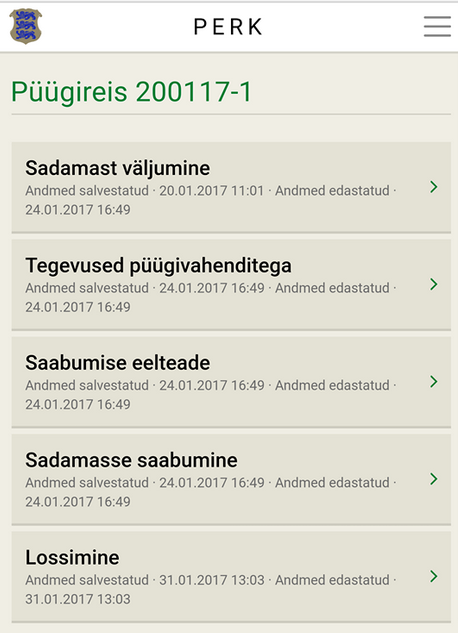 PERK
Püügireis 200117-1
Sadamast väljumine
Andmed salvestatud · 20.01.2017 11:01 · Andmed edastatud ·
24.01.2017 16:49
Tegevused püügivahenditega
Andmed salvestatud · 24.01.2017 16:49 · Andmed edastatud ·
24.01.2017 16:49
Saabumise eelteade
Andmed salvestatud · 24.01.2017 16:49 · Andmed edastatud ·
24.01.2017 16:49
Sadamasse saabumine
Andmed salvestatud · 24.01.2017 16:49 · Andmed edastatud ·
24.01.2017 16:49
Lossimine
Andmed salvestatud · 31.01.2017 13:03 · Andmed edastatud ·
31.01.2017 13:03